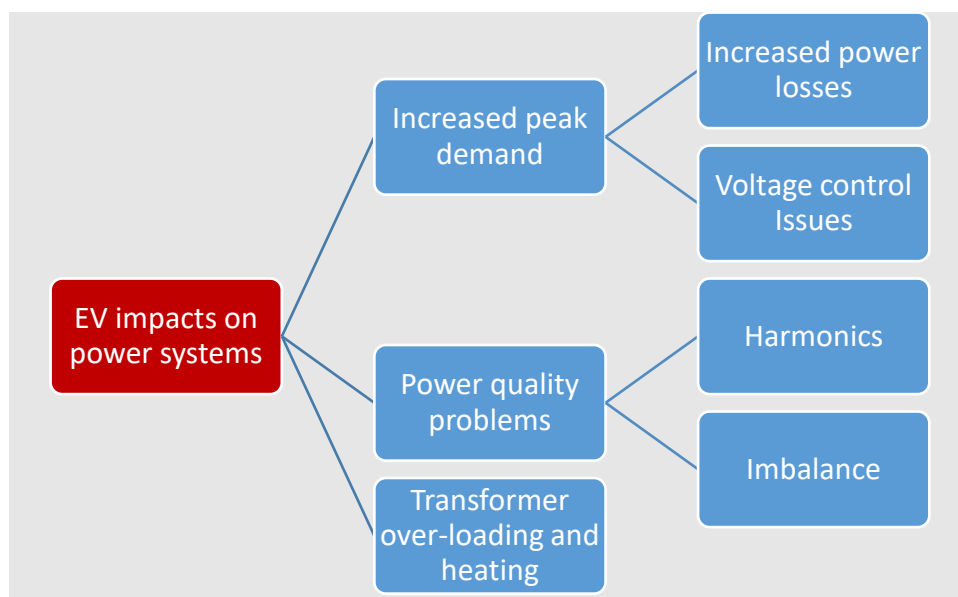 EV impacts on
power systems
Increased peak
demand
Increased power
losses
Voltage control
Issues
Power quality
problems
Harmonics
Imbalance
Transformer
over-loading and
heating